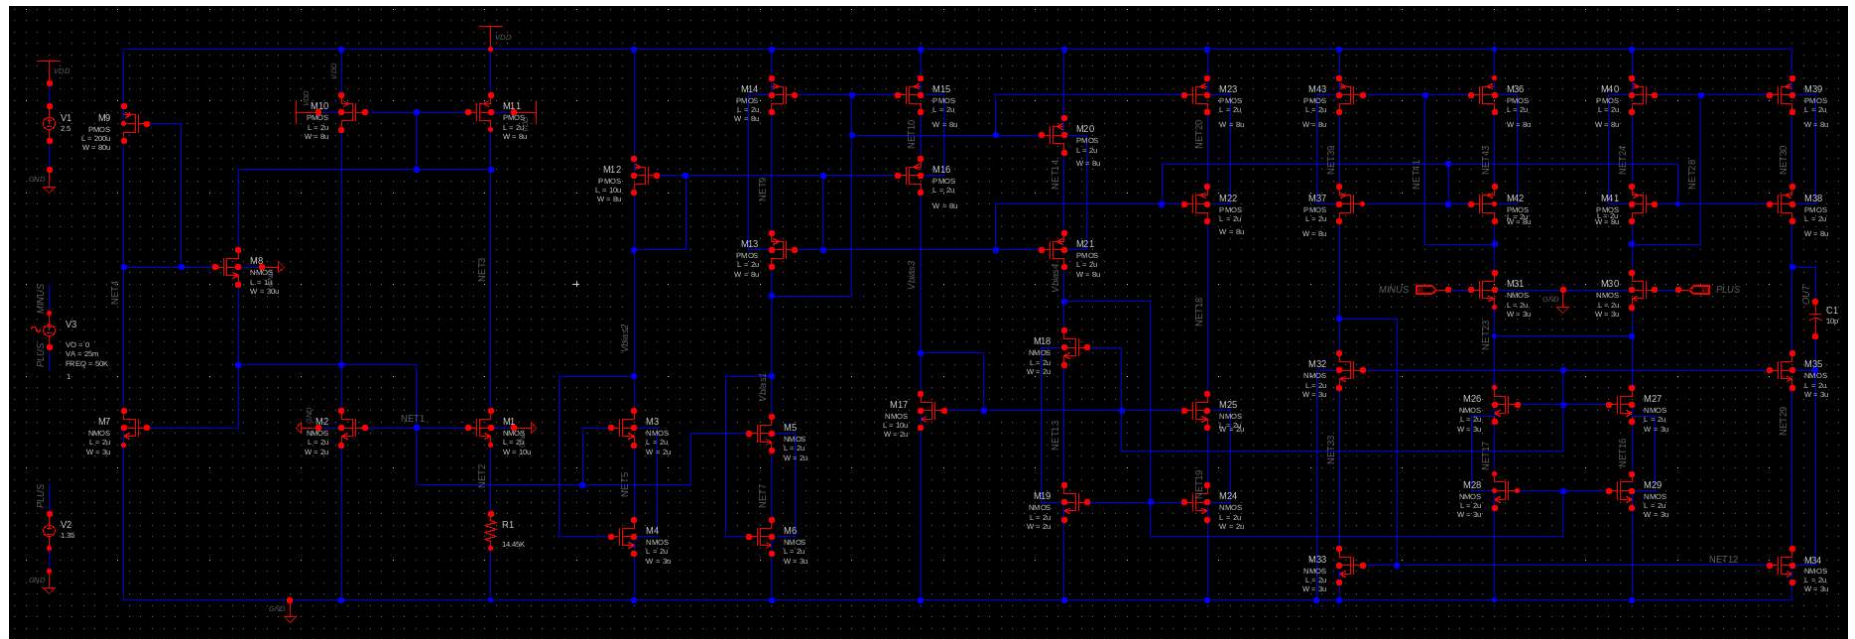 VDD
VDD
V1
2.5
GND
M9
PMOS
L = 200u
W = 80u
VDD
VDD
M10
PMOS
L = 2u
W = 8u
M11
PMOS
L = 2u
W = 8u
M8
NMOS
L = 1u
W = 30u
NET4
MINUS
V3
VO = 0
VA = 25m
FREQ = 50K
1
PLUS
M7
NMOS
L = 2u
W = 3u
GND
M2
NMOS
L = 2u
W = 2u
NET1
NET3
M1
NMOS
L = 2u
W = 10u
NET2
R1
14.45K
PLUS
V2
1.35
GND
GND
M12
PMOS
L = 10u
W = 8u
Vbias2
M3
NMOS
L = 2u
W = 2u
NET5
M4
NMOS
L = 2u
W = 3u
M14
PMOS
L = 2u
W = 8u
NET9
M13
PMOS
L = 2u
W = 8u
Vbias1
M5
NMOS
L = 2u
W = 2u
NET7
M6
NMOS
L = 2u
W = 3u
M15
PMOS
L = 2u
W = 8u
NET10
M16
PMOS
L = 2u
W = 8u
Vbias3
M17
NMOS
L = 10u
W = 2u
M20
PMOS
L = 2u
W = 8u
NET14
M21
PMOS
L = 2u
W = 8u
Vbias4
M18
NMOS
L = 2u
W = 2u
NET13
M19
NMOS
L = 2u
W = 2u
M23
PMOS
L = 2u
W = 8u
NET20
M22
PMOS
L = 2u
W = 8u
NET18
M25
NMOS
L = 2u
W = 2u
NET19
M24
NMOS
L = 2u
W = 2u
M43
PMOS
L = 2u
W = 8u
NET39
M37
PMOS
L = 2u
W = 8u
M32
NMOS
L = 2u
W = 3u
NET33
M33
NMOS
L = 2u
W = 3u
M36
PMOS
L = 2u
W = 8u
NET41
NET43
M42
PMOS
L = 2u
W = 8u
MINUS
M31
NMOS
L = 2u
W = 3u
GND
NET23
M26
NMOS
L = 2u
W = 3u
NET17
M28
NMOS
L = 2u
W = 3u
M40
PMOS
L = 2u
W = 8u
NET24
NET28
M41
PMOS
L = 2u
W = 8u
M30
NMOS
L = 2u
W = 3u
PLUS
M27
NMOS
L = 2u
W = 3u
NET16
M29
NMOS
L = 2u
W = 3u
M39
PMOS
L = 2u
W = 8u
NET30
M38
PMOS
L = 2u
W = 8u
OUT
C1
10p
M35
NMOS
L = 2u
W = 3u
NET29
NET12
M34
NMOS
L = 2u
W = 3u